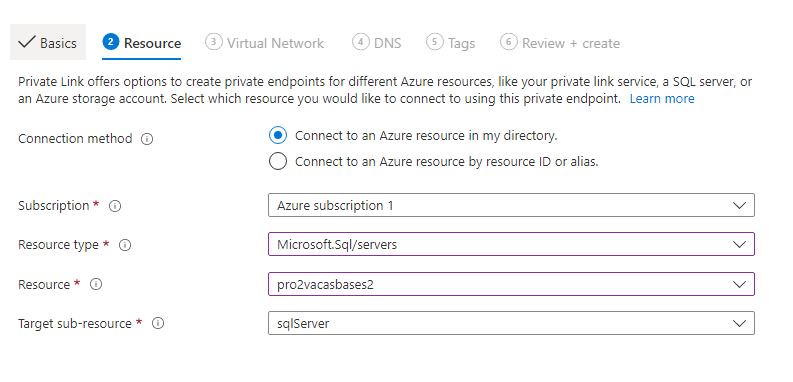 Basics 2 Resource 3 Virtual Network 4 DNS 5 Tags 6 Review + create
Private Link offers options to create private endpoints for different Azure resources, like your private link service, a SQL server, or
an Azure storage account. Select which resource you would like to connect to using this private endpoint. Learn more
Connection method Connect to an Azure resource in my directory.
Connect to an Azure resource by resource ID or alias.
Subscription * Azure subscription 1
Resource type * Microsoft.Sql/servers
Resource * pro2vacasbases2
Target sub-resource * sqlServer